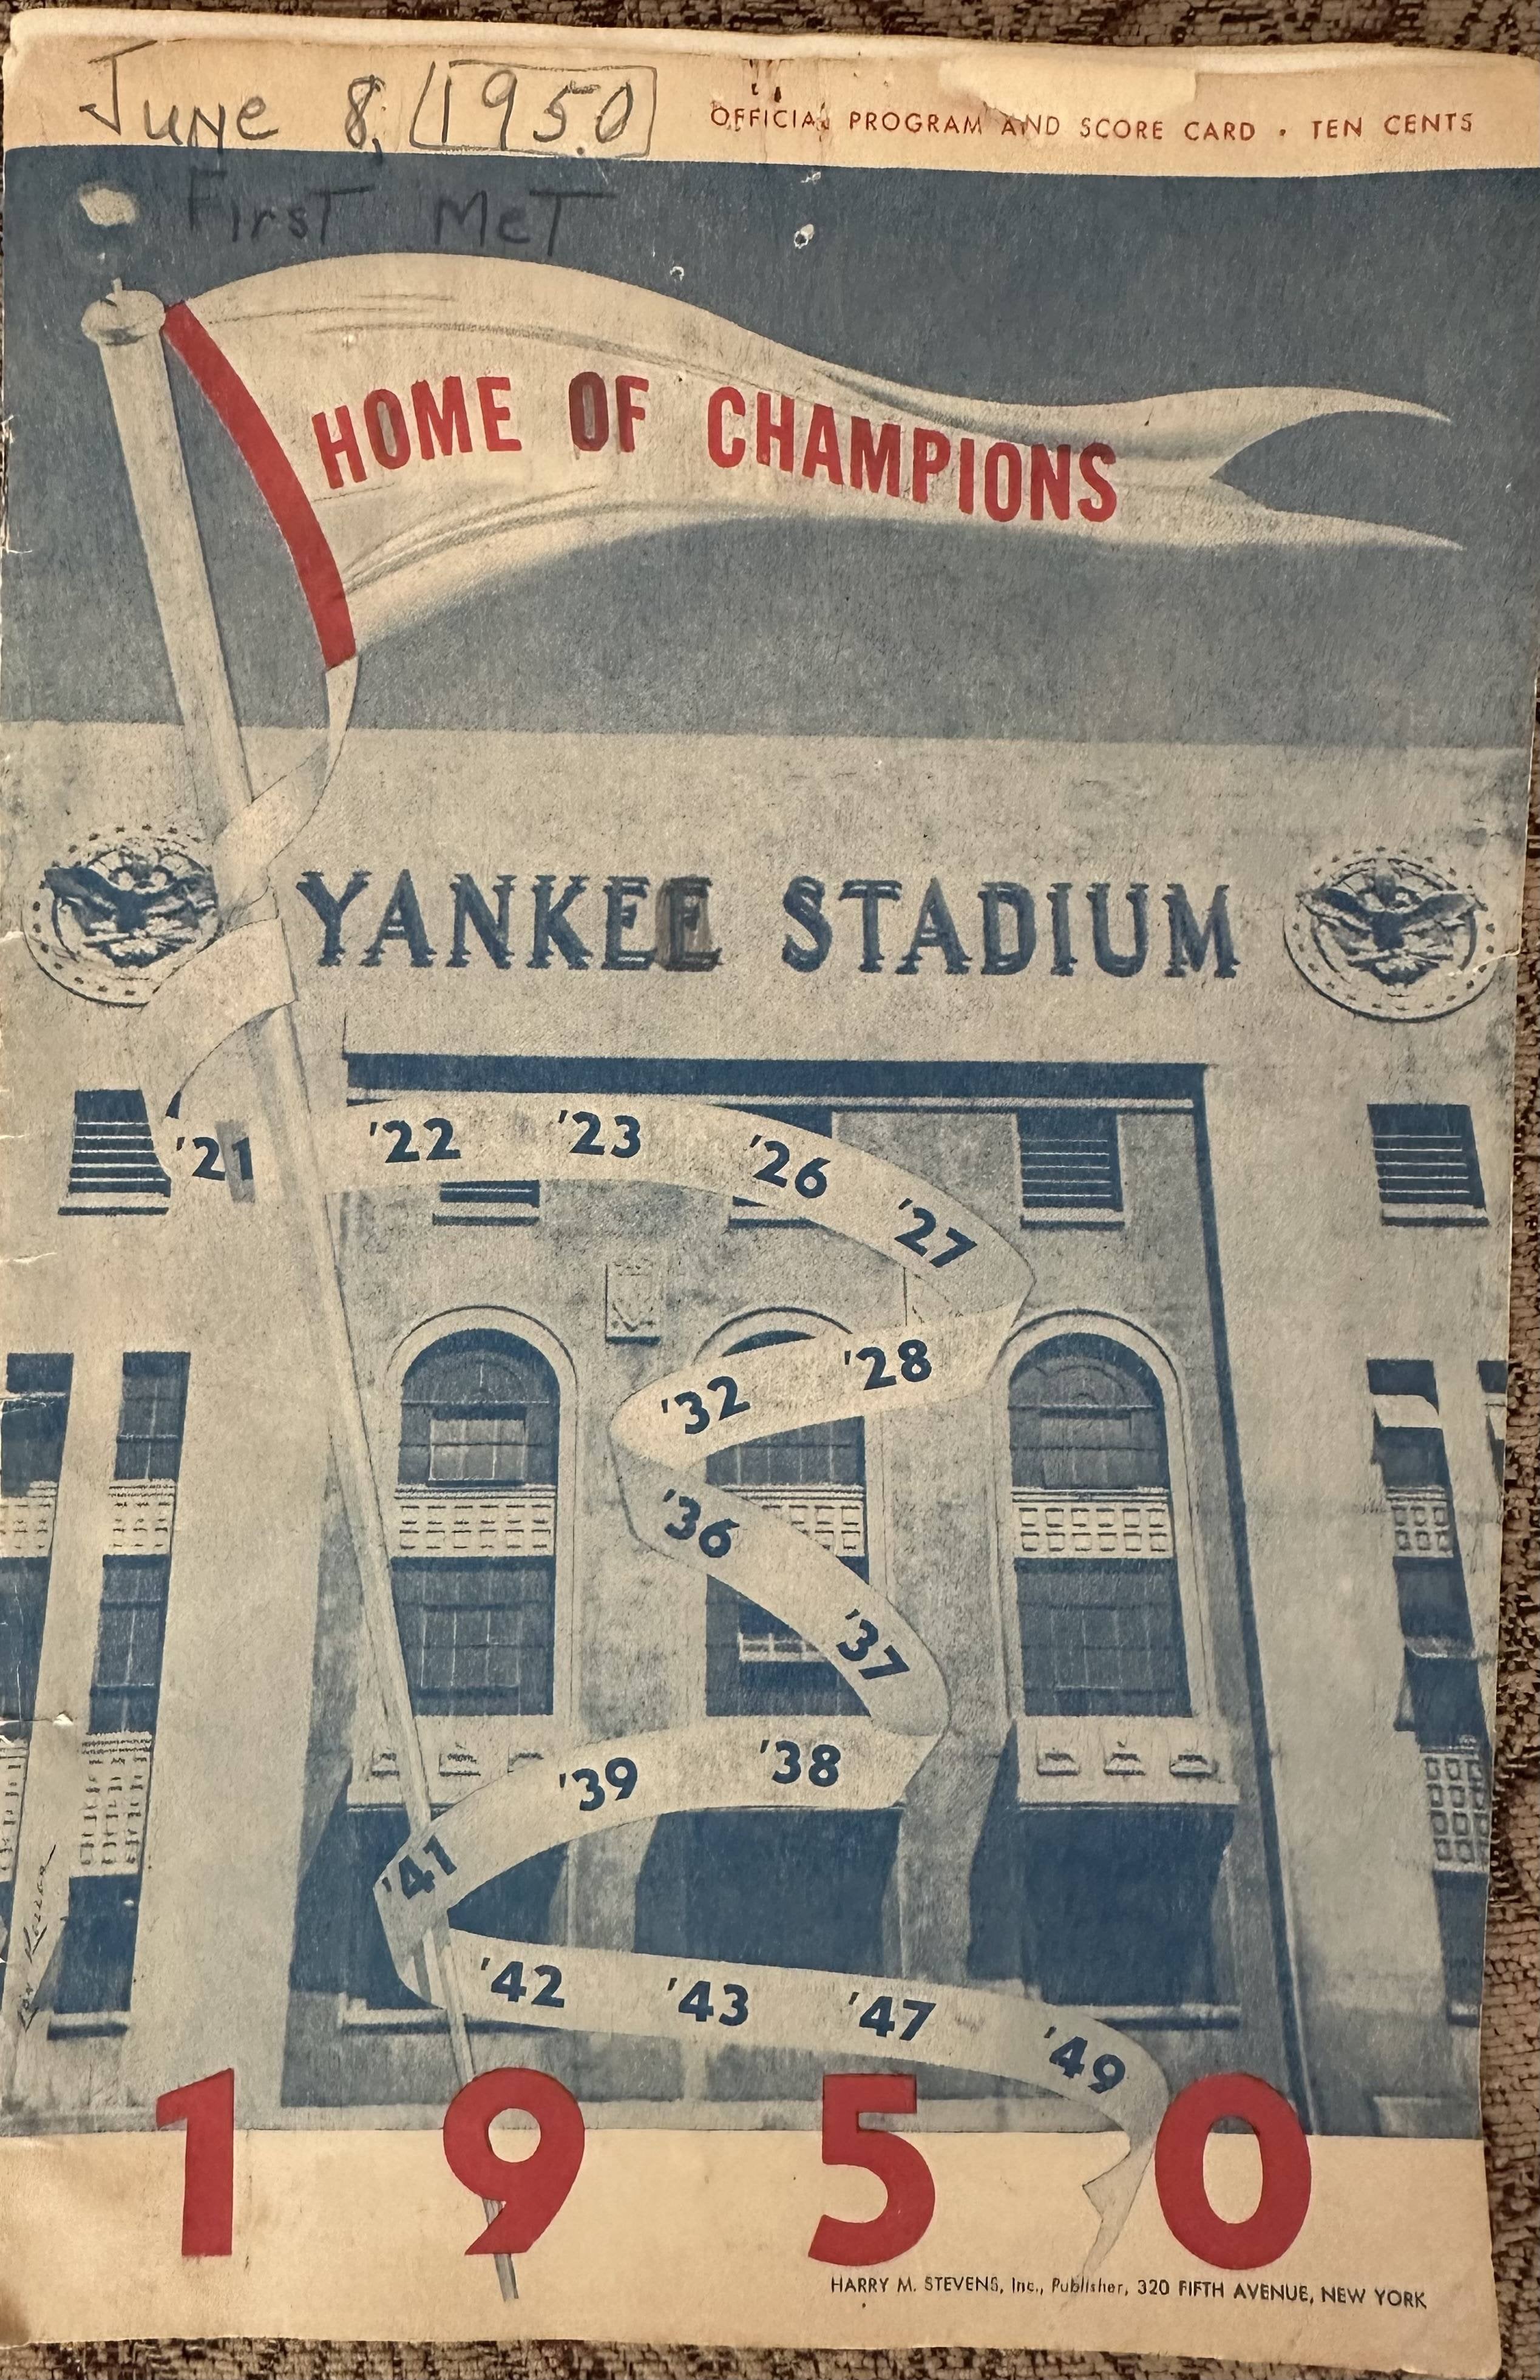 June 8, 1950
OFFICIAL PROGRAM AND SCORE CARD • TEN CENTS
First Met
HOME OF CHAMPIONS
YANKEE STADIUM
'21 '22 '23 '26 '27
'28
'32
'36
'37
'38
'39
'41
'42 '43 '47 '49
1950
HARRY M. STEVENS, Inc., Publisher, 320 FIFTH AVENUE, NEW YORK